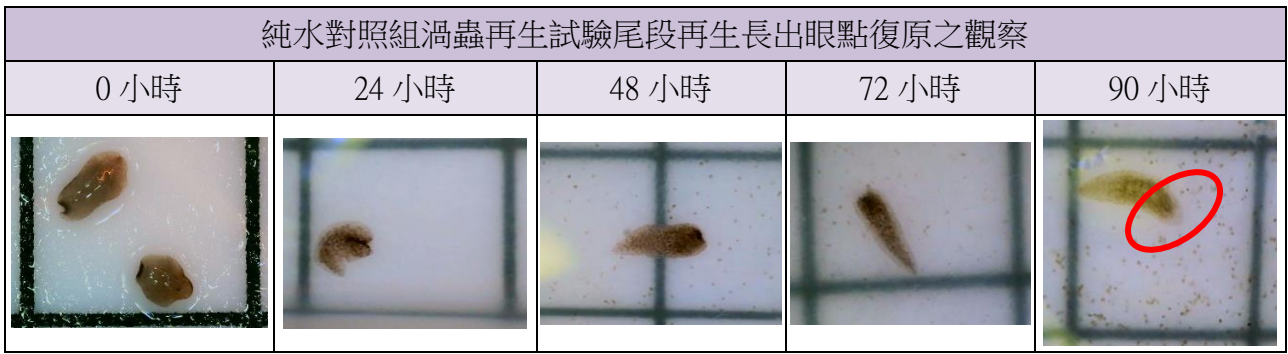 純水對照組渦蟲再生試驗尾段再生長出眼點復原之觀察
0 小時
24 小時
48 小時
72 小時
90 小時